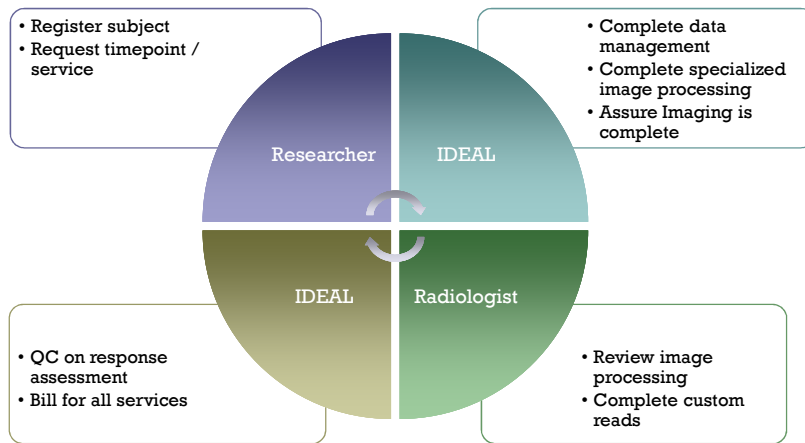 • Register subject
• Request timepoint /
service
• Complete data
management
• Complete specialized
image processing
• Assure Imaging is
complete
Researcher
IDEAL
IDEAL
Radiologist
• QC on response
assessment
• Bill for all services
• Review image
processing
• Complete custom
reads